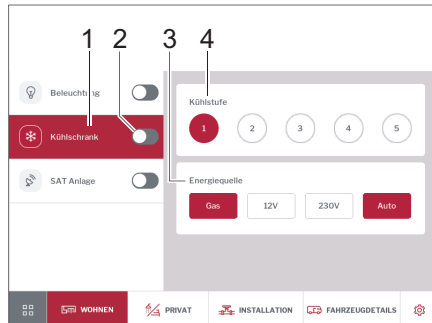 1 2 3 4
Beleuchtung
Kühlschrank
SAT Anlage
Kühlstufe
1 2 3 4 5
Energiequelle
Gas 12V 230V Auto
WOHNEN PRIVAT INSTALLATION FAHRZEUGDETAILS